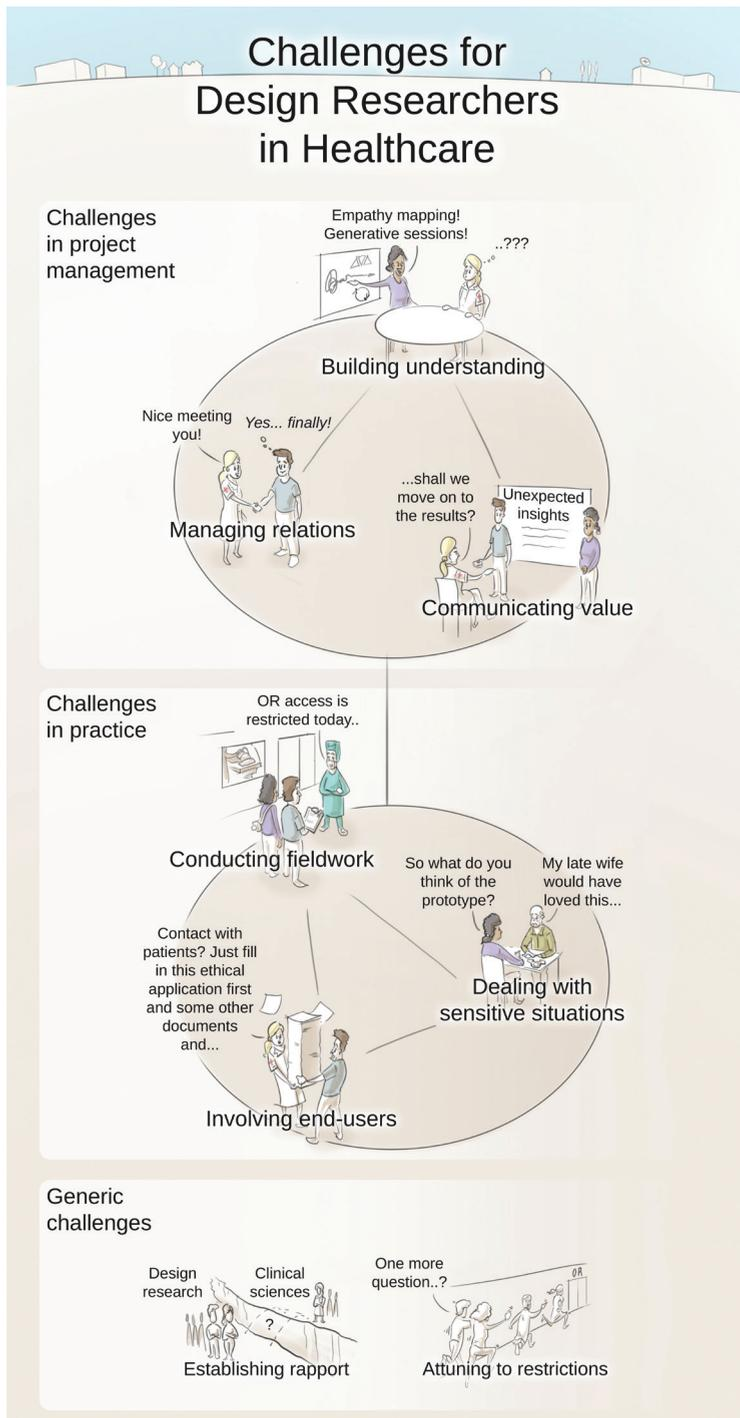 Challenges for
Design Researchers
in Healthcare
Challenges
in project
management
Empathy mapping!
Generative sessions!
..???
Building understanding
Nice meeting
you!
Yes... finally!
Managing relations
...shall we
move on to
the results?
Unexpected
insights
Communicating value
Challenges
in practice
OR access is
restricted today..
Conducting fieldwork
So what do you
think of the
prototype?
My late wife
would have
loved this...
Dealing with
sensitive situations
Contact with
patients? Just fill
in this ethical
application first
and some other
documents
and...
Involving end-users
Generic
challenges
Design
research
Clinical
sciences
?
Establishing rapport
One more
question..?
OR
Attuning to restrictions